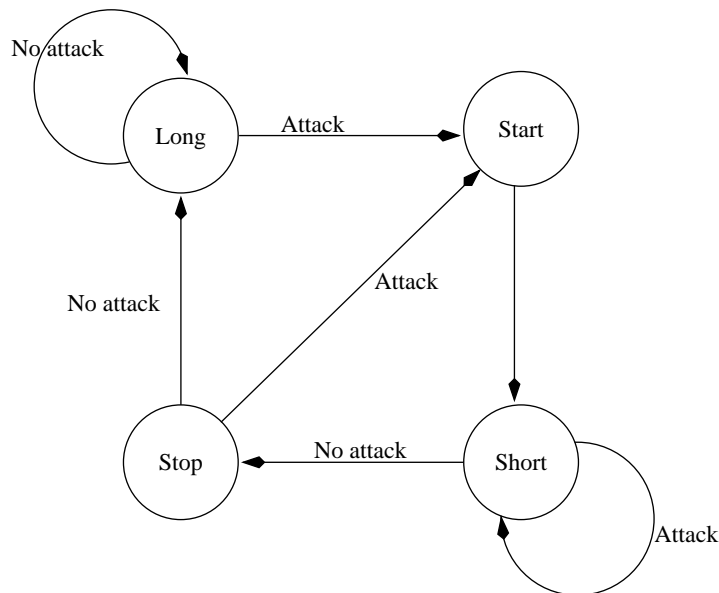 No attack
Long
Attack
Start
Attack
No attack
Stop
No attack
Short
Attack